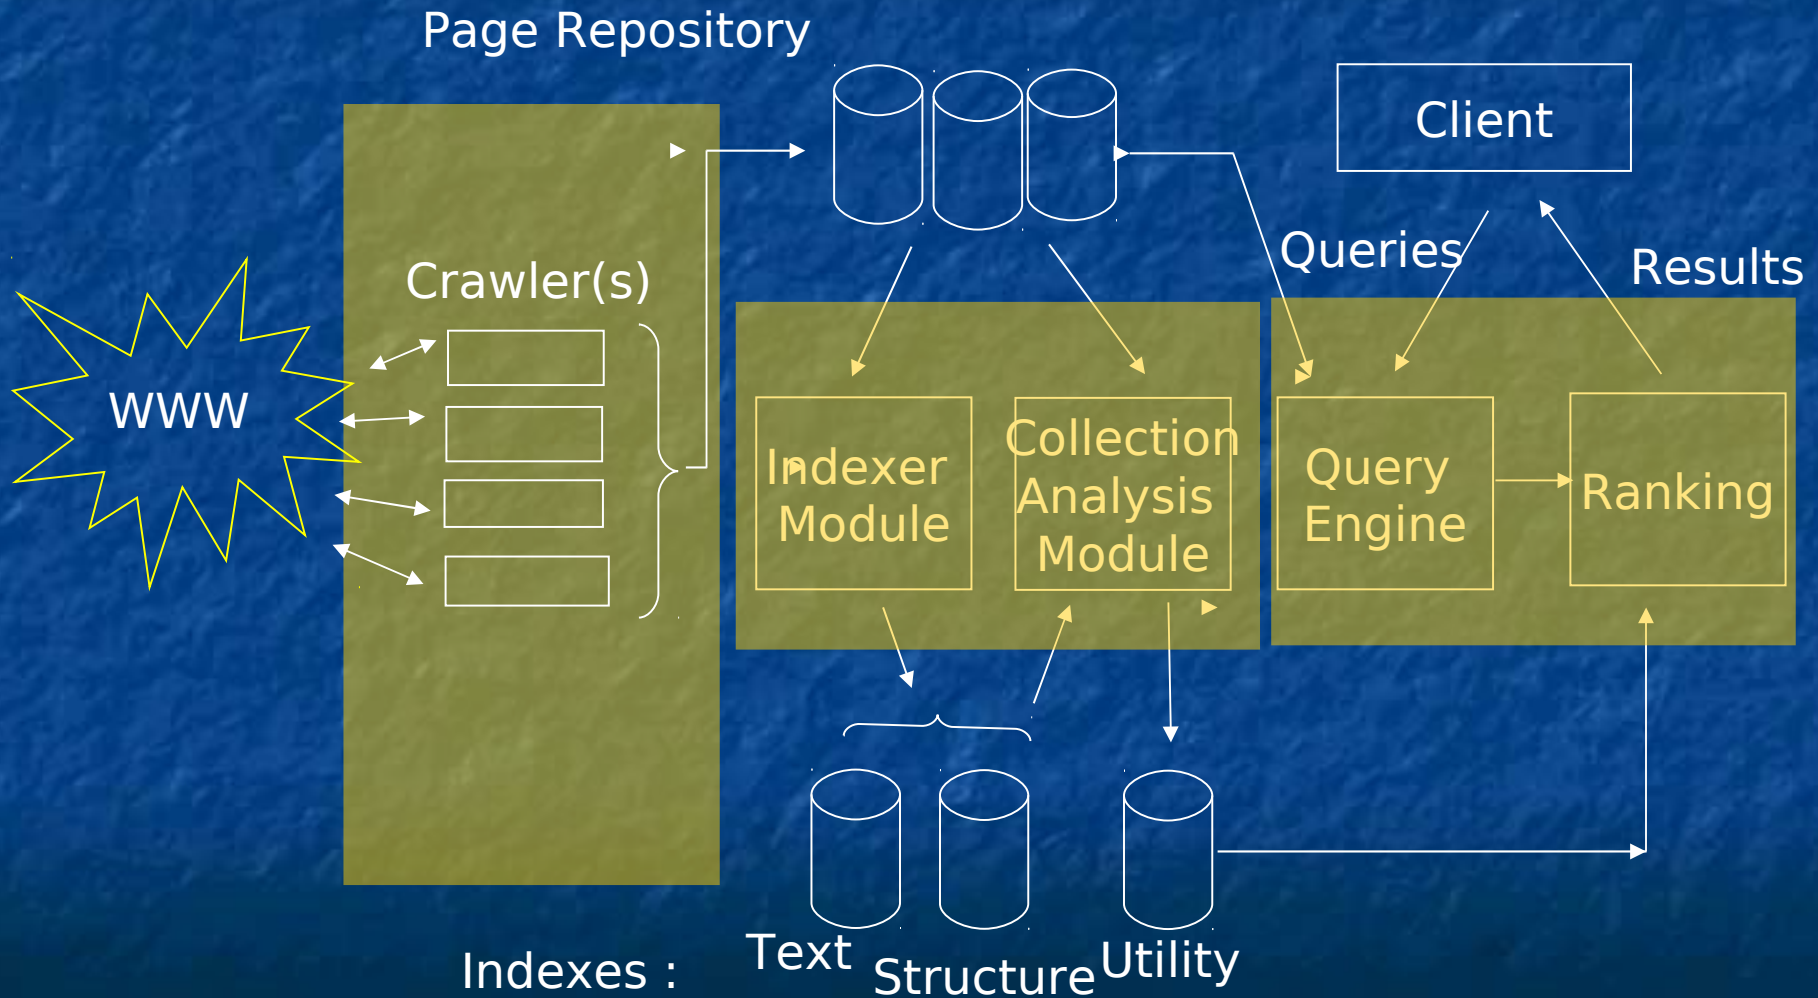 Page Repository
Client
Queries
Results
Crawler(s)
WWW
Indexer
Module
Collection
Analysis
Module
Query
Engine
Ranking
Indexes :
Text
Structure
Utility